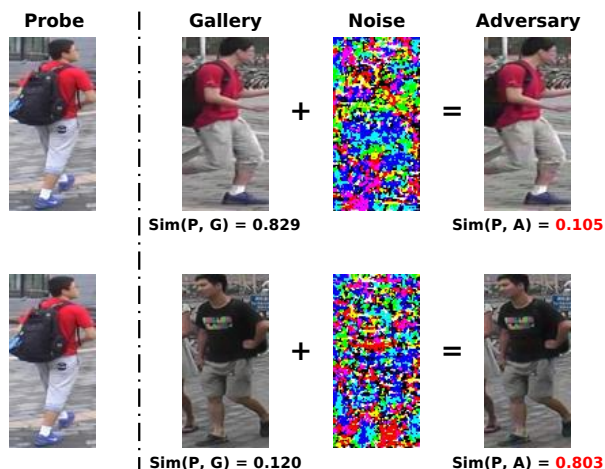 Probe Gallery Noise Adversary
+ =
Sim(P, G) = 0.829 Sim(P, A) = 0.105
+ =
Sim(P, G) = 0.120 Sim(P, A) = 0.803